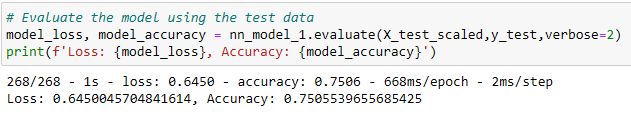 # Evaluate the model using the test data
model_loss, model_accuracy = nn_model_1.evaluate(X_test_scaled,y_test,verbose=2)
print(f'Loss: {model_loss}, Accuracy: {model_accuracy}')
268/268 - 1s - loss: 0.6450 - accuracy: 0.7506 - 668ms/epoch - 2ms/step
Loss: 0.6450045704841614, Accuracy: 0.7505539655685425